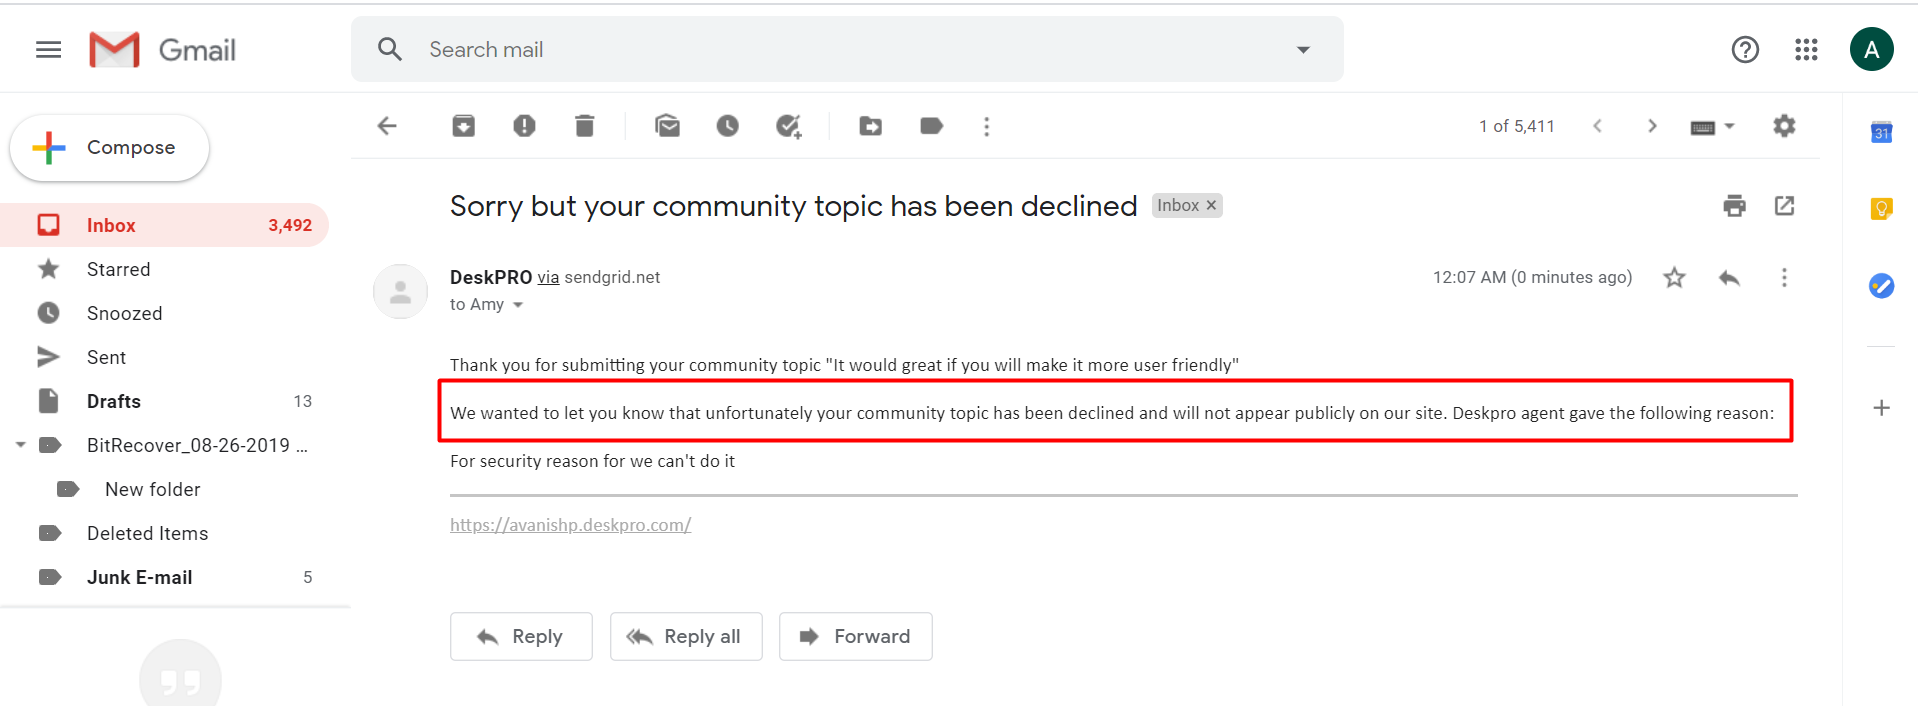 Gmail
Search mail
A
Compose
1 of 5,411
31
Inbox 3,492
Starred
Snoozed
Sent
Drafts 13
BitRecover_08-26-2019 ...
New folder
Deleted Items
Junk E-mail 5
Sorry but your community topic has been declined Inbox x
DeskPRO via sendgrid.net 12:07 AM (0 minutes ago)
to Amy
Thank you for submitting your community topic "It would great if you will make it more user friendly"
We wanted to let you know that unfortunately your community topic has been declined and will not appear publicly on our site. Deskpro agent gave the following reason:
For security reason for we can't do it
https://avanishp.deskpro.com/
Reply Reply all Forward